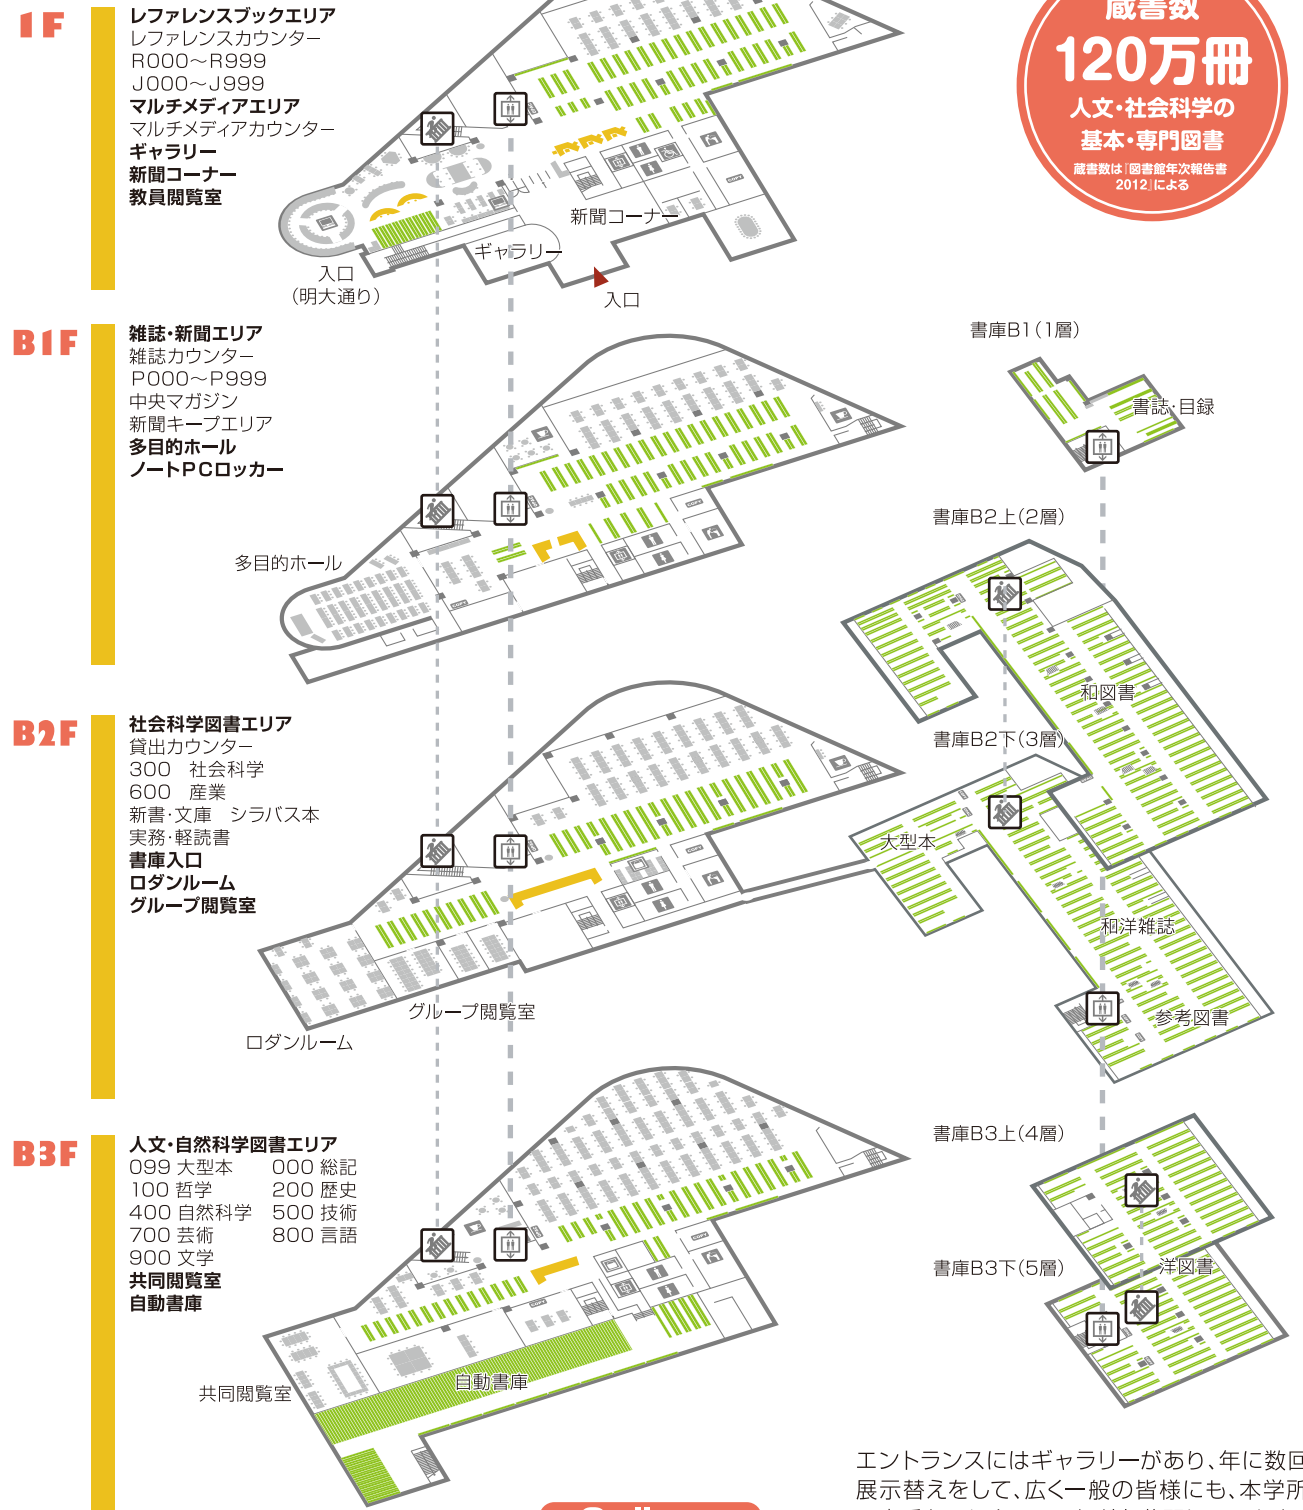 1F
レファレンスブックエリア
レファレンスカウンター
R000〜R999
J000〜J999
マルチメディアエリア
マルチメディアカウンター
ギャラリー
新聞コーナー
教員閲覧室
新聞コーナー
ギャラリー
入口
(明大通り)
入口
蔵書数
120万冊
人文・社会科学の
基本・専門図書
蔵書数は『図書館年次報告書
2012』による
B1F
雑誌・新聞エリア
雑誌カウンター
P000〜P999
中央マガジン
新聞キープエリア
多目的ホール
ノートPCロッカー
多目的ホール
書庫B1(1層)
書誌・目録
書庫B2上(2層)
和図書
B2F
社会科学図書エリア
貸出カウンター
300 社会科学
600 産業
新書・文庫 シラバス本
実務・軽読書
書庫入口
ロダンルーム
グループ閲覧室
グループ閲覧室
ロダンルーム
書庫B2下(3層)
大型本
和洋雑誌
参考図書
B3F
人文・自然科学図書エリア
099 大型本 000 総記
100 哲学 200 歴史
400 自然科学 500 技術
700 芸術 800 言語
900 文学
共同閲覧室
自動書庫
共同閲覧室
自動書庫
書庫B3上(4層)
書庫B3下(5層)
洋図書
エントランスにはギャラリーがあり、年に数回
展示替えをして、広く一般の皆様にも、本学所